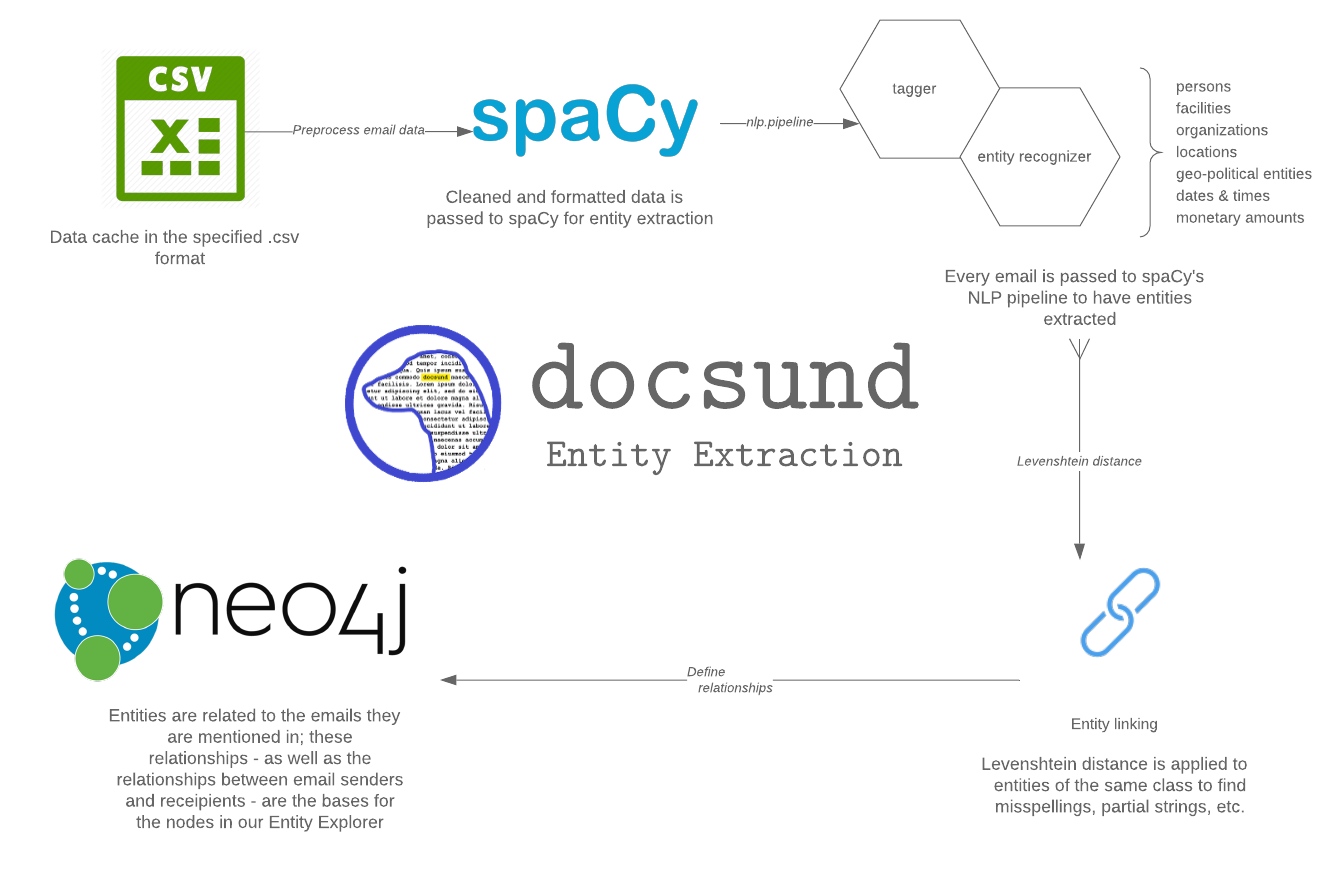 CSV
Preprocess email data
spaCy
nlp.pipeline
tagger
entity recognizer
persons
facilities
organizations
locations
geo-political entities
dates & times
monetary amounts
Data cache in the specified .csv
format
Cleaned and formatted data is
passed to spaCy for entity extraction
Every email is passed to spaCy's
NLP pipeline to have entities
extracted
docsund
Entity Extraction
Levenshtein distance
neo4j
Define
relationships
Entities are related to the emails they
are mentioned in; these
relationships - as well as the
relationships between email senders
and receipients - are the bases for
the nodes in our Entity Explorer
Entity linking
Levenshtein distance is applied to
entities of the same class to find
misspellings, partial strings, etc.